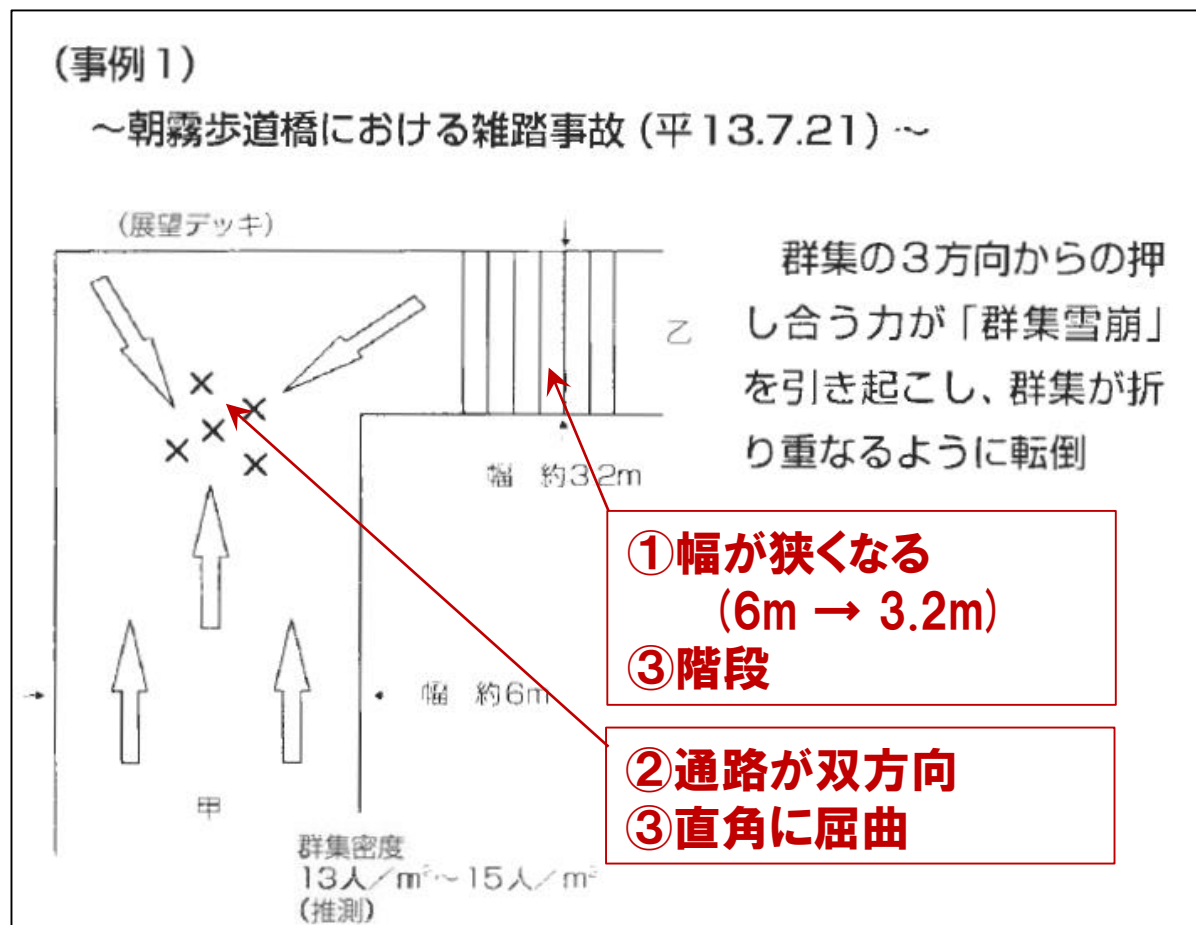 (事例1)
～朝霧歩道橋における雑踏事故(平13.7.21)～
(展望デッキ)
群集の3方向からの押
し合う力が「群集雪崩」
を引き起こし、群集が折
り重なるように転倒
乙
幅 約3.2m
①幅が狭くなる
(6m → 3.2m)
③階段
幅 約6m
②通路が双方向
③直角に屈曲
甲
群集密度
13人／m²～15人／m²
(推測)